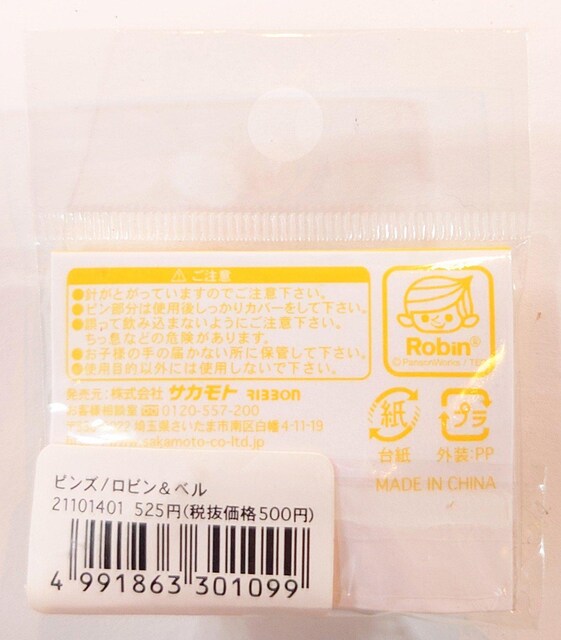 ⚠ご注意
●針がとがっていますのでご注意下さい。
●ピン部分は使用後しっかりカバーをして下さい。
●誤って飲み込まないようにご注意下さい。
ちっ息などの危険があります。
●お子様の手の届かない所に保管して下さい。
●使用目的以外には使用しないで下さい。
発売元:株式会社 サカモト RIBBON
お客様相談室 0120-557-200
022 埼玉県さいたま市南区白幡4-11-19
www.sakamoto-co-ltd.jp
Robin®
©PansonWorks / TBS
紙
台紙
プラ
外装:PP
MADE IN CHINA
ピンズ/ロビン&ベル
21101401 525円(税抜価格500円)
4 991863 301099